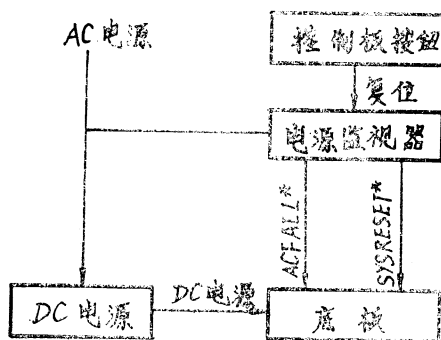 AC电源
控制板按钮
复位
电源监视器
ACFALL*
SYSRESET*
DC电源
DC电源
底板